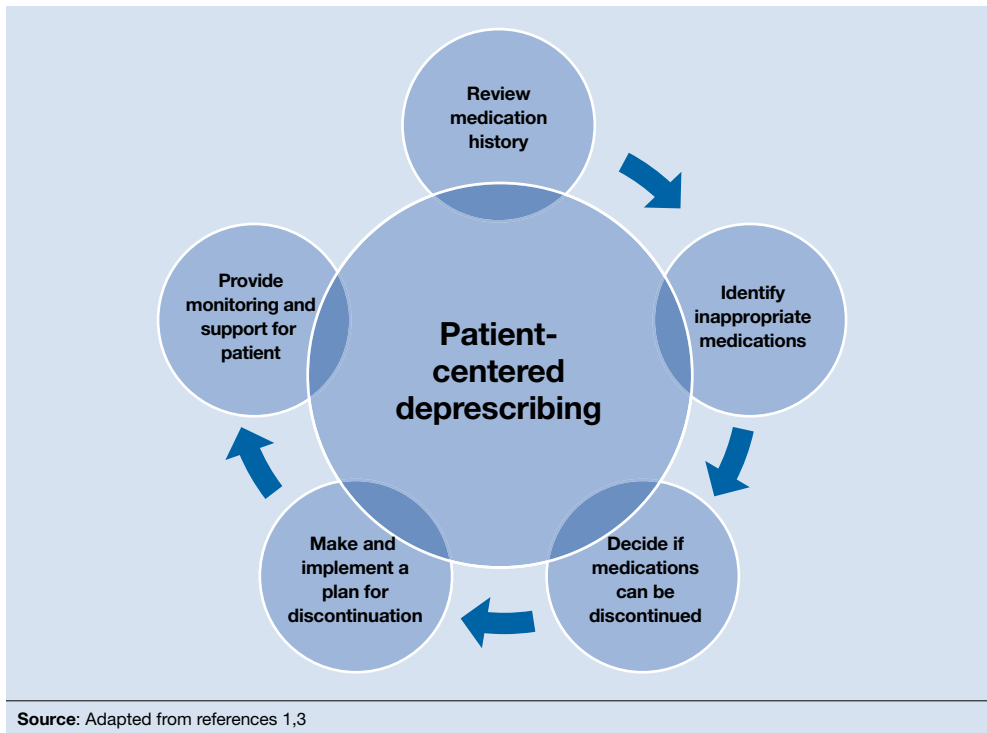 Review
medication
history
Identify
inappropriate
medications
Decide if
medications
can be
discontinued
Make and
implement a
plan for
discontinuation
Provide
monitoring and
support for
patient
Patient-
centered
deprescribing
Source: Adapted from references 1,3